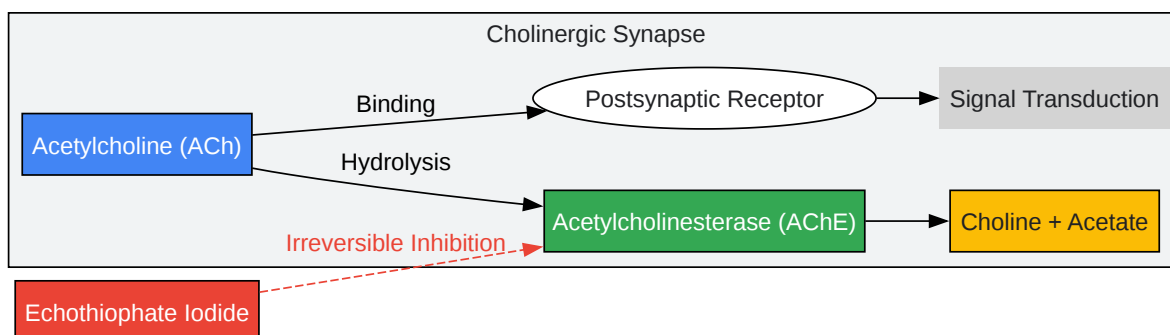 Cholinergic Synapse
Binding
Postsynaptic Receptor
Signal Transduction
Acetylcholine (ACh)
Hydrolysis
Acetylcholinesterase (AChE)
Choline + Acetate
Irreversible Inhibition
Echothiophate Iodide